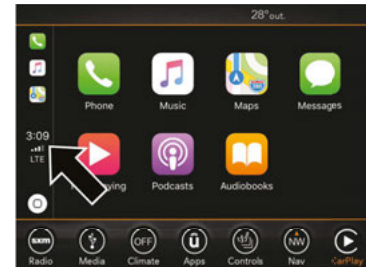 28°out.
Phone
Music
Maps
Messages
3:09
LTE
Podcasts
Audiobooks
sxm
OFF
ū
NW
Radio
Media
Climate
Apps
Controls
Nav
CarPlay